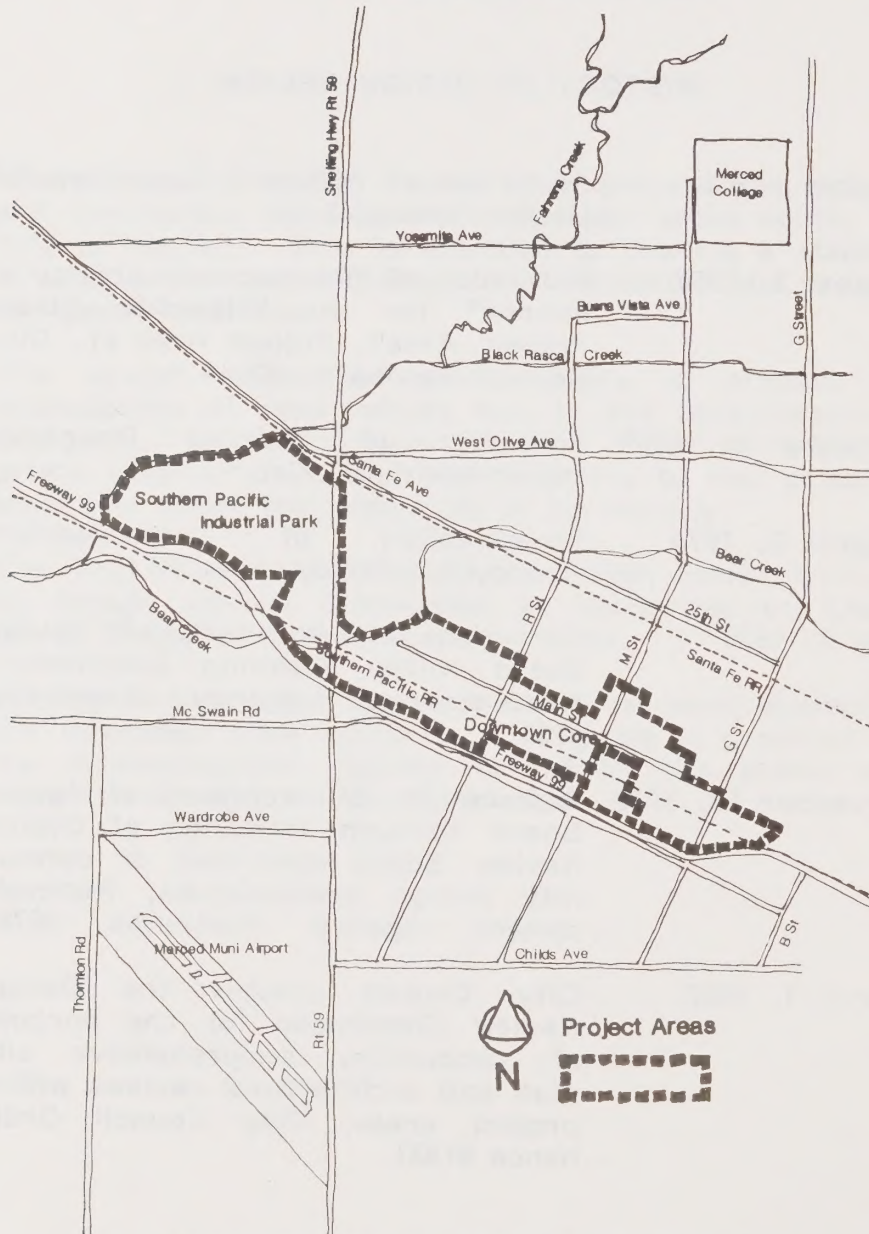 Snelling Hwy Rt 59
Fahrens Creek
Merced
College
Yosemite Ave
G Street
Buena Vista Ave
Black Rascal Creek
West Olive Ave
Santa Fe Ave
Freeway 99
Southern Pacific
Industrial Park
Bear Creek
R St
25th St
Bear Creek
M St
Santa Fe RR
Southern Pacific RR
Main St
Mc Swain Rd
Downtown Core
G St
Freeway 99
Wardrobe Ave
B St
Merced Muni Airport
Childs Ave
Thornton Rd
Rt 59
N
Project Areas